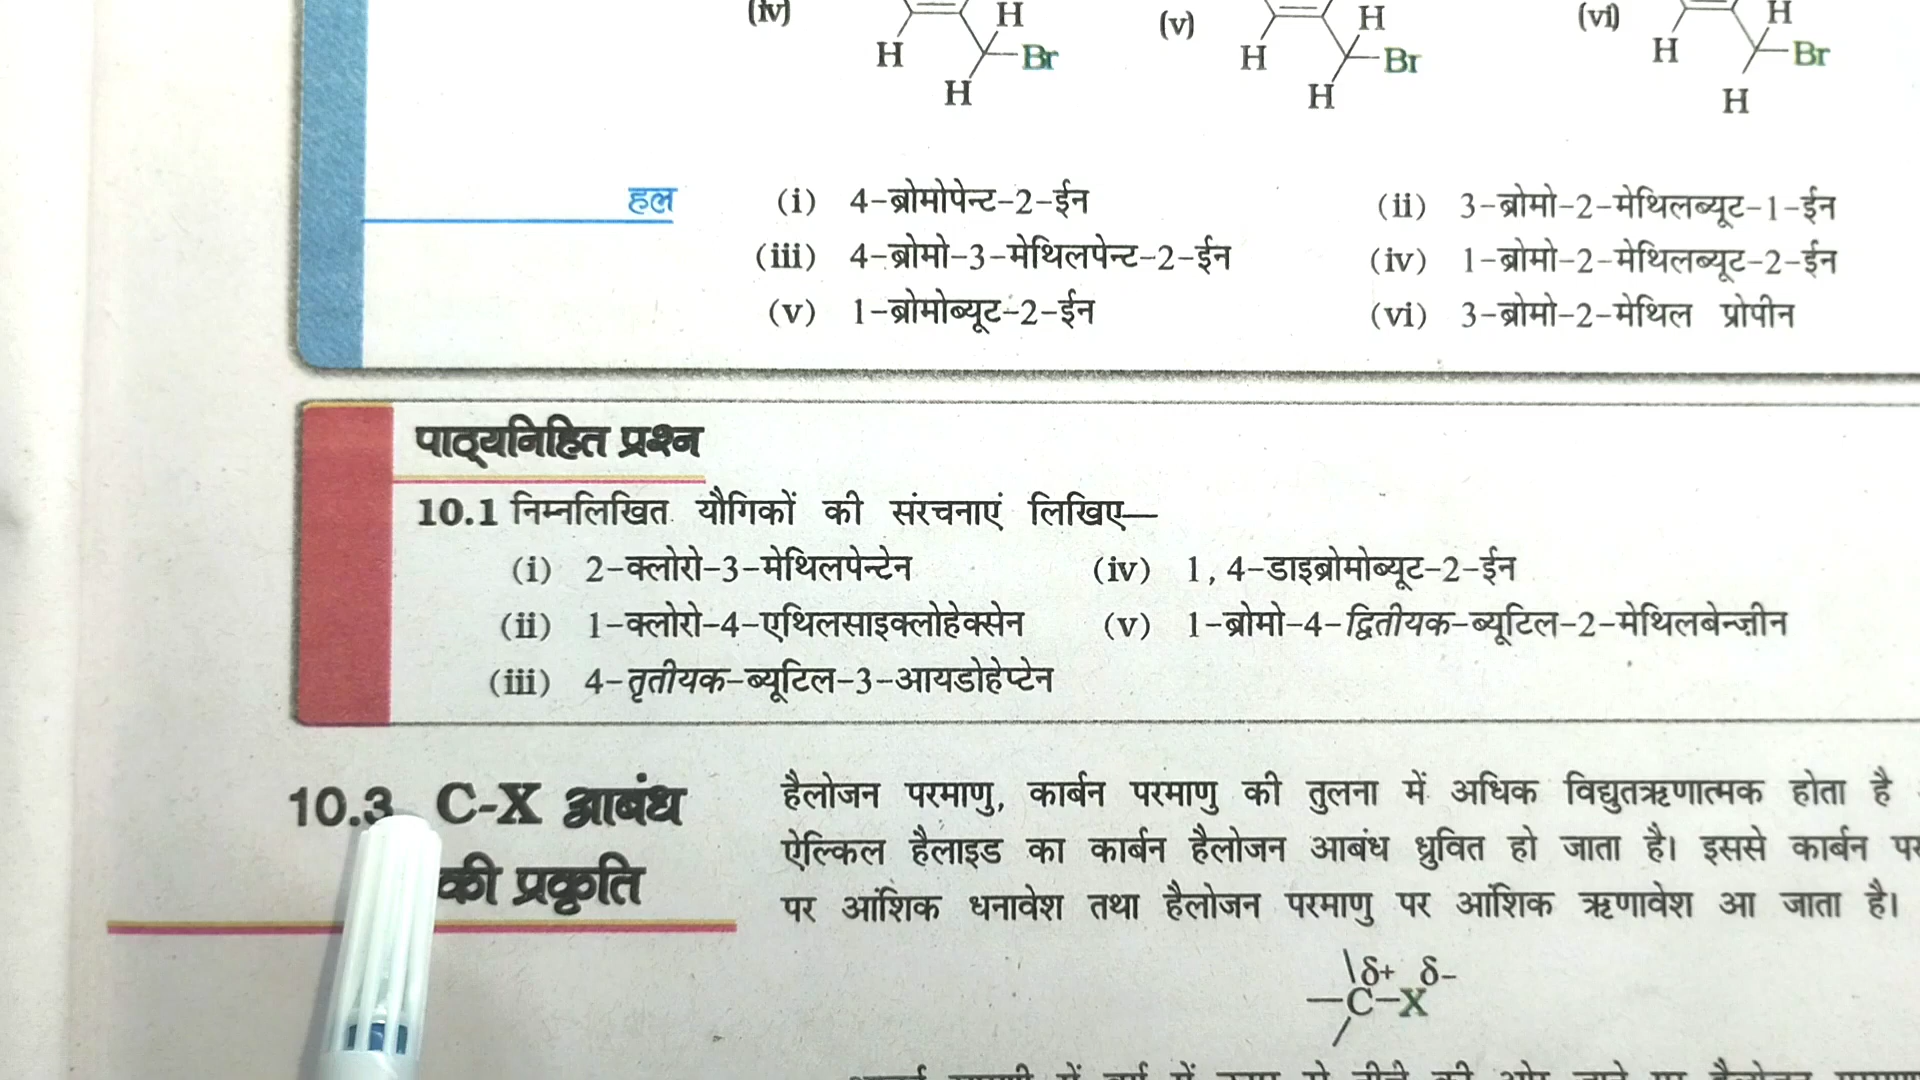 (iv) (v) (vi)
H H H
H Br H Br H Br
H H H
हल (i) 4-ब्रोमोपेन्ट-2-ईन (ii) 3-ब्रोमो-2-मेथिलब्यूट-1-ईन
(iii) 4-ब्रोमो-3-मेथिलपेन्ट-2-ईन (iv) 1-ब्रोमो-2-मेथिलब्यूट-2-ईन
(v) 1-ब्रोमोब्यूट-2-ईन (vi) 3-ब्रोमो-2-मेथिल प्रोपीन
पाठ्यनिहित प्रश्न
10.1 निम्नलिखित यौगिकों की संरचनाएं लिखिए—
(i) 2-क्लोरो-3-मेथिलपेन्टेन (iv) 1, 4-डाइब्रोमोब्यूट-2-ईन
(ii) 1-क्लोरो-4-एथिलसाइक्लोहेक्सेन (v) 1-ब्रोमो-4-द्वितीयक-ब्यूटिल-2-मेथिलबेन्ज़ीन
(iii) 4-तृतीयक-ब्यूटिल-3-आयडोहेप्टेन
10.3 C-X आबंध
की प्रकृति
हैलोजन परमाणु, कार्बन परमाणु की तुलना में अधिक विद्युतऋणात्मक होता है
ऐल्किल हैलाइड का कार्बन हैलोजन आबंध ध्रुवित हो जाता है। इससे कार्बन
पर आंशिक धनावेश तथा हैलोजन परमाणु पर आंशिक ऋणावेश आ जाता है।
δ+ δ-
—C—X